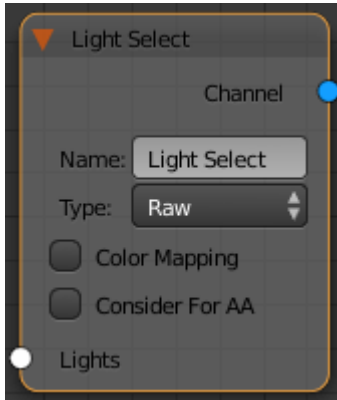 Light Select
Channel
Name: Light Select
Type: Raw
Color Mapping
Consider For AA
Lights